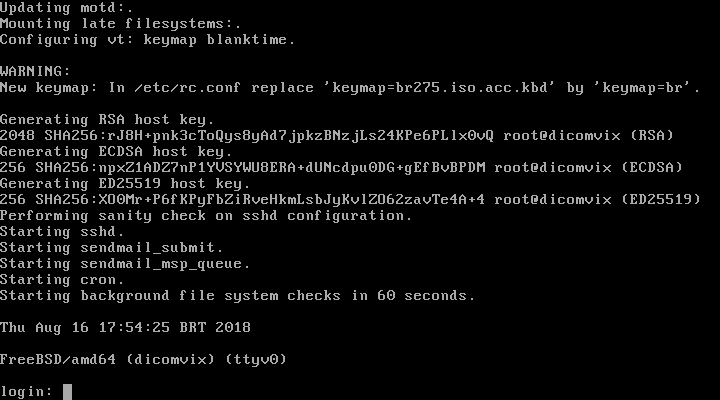 Updating motd:.
Mounting late filesystems:.
Configuring vt: keymap blanktime.
WARNING:
New keymap: In /etc/rc.conf replace 'keymap=br275.iso.acc.kbd' by 'keymap=br'.
Generating RSA host key.
2048 SHA256:rJ8H+pnk3cToQys8yAd7jpkzBNzjLs24KPe6PLlx0vQ root@dicomvix (RSA)
Generating ECDSA host key.
256 SHA256:npxZ1ADZ7nP1YVSYWU8ERA+dUNcdpu0DG+gEfBvBPDM root@dicomvix (ECDSA)
Generating ED25519 host key.
256 SHA256:XO0Mr+P6fKPyFbZiRveHkmLsbJyKvlZO62zavTe4A+4 root@dicomvix (ED25519)
Performing sanity check on sshd configuration.
Starting sshd.
Starting sendmail_submit.
Starting sendmail_msp_queue.
Starting cron.
Starting background file system checks in 60 seconds.
Thu Aug 16 17:54:25 BRT 2018
FreeBSD/amd64 (dicomvix) (ttyv0)
login: